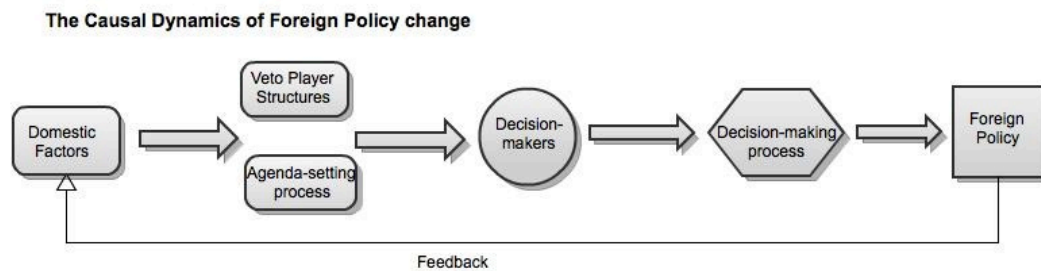 The Causal Dynamics of Foreign Policy change
Veto Player
Structures
Domestic
Factors
Agenda-setting
process
Decision-
makers
Decision-making
process
Foreign
Policy
Feedback